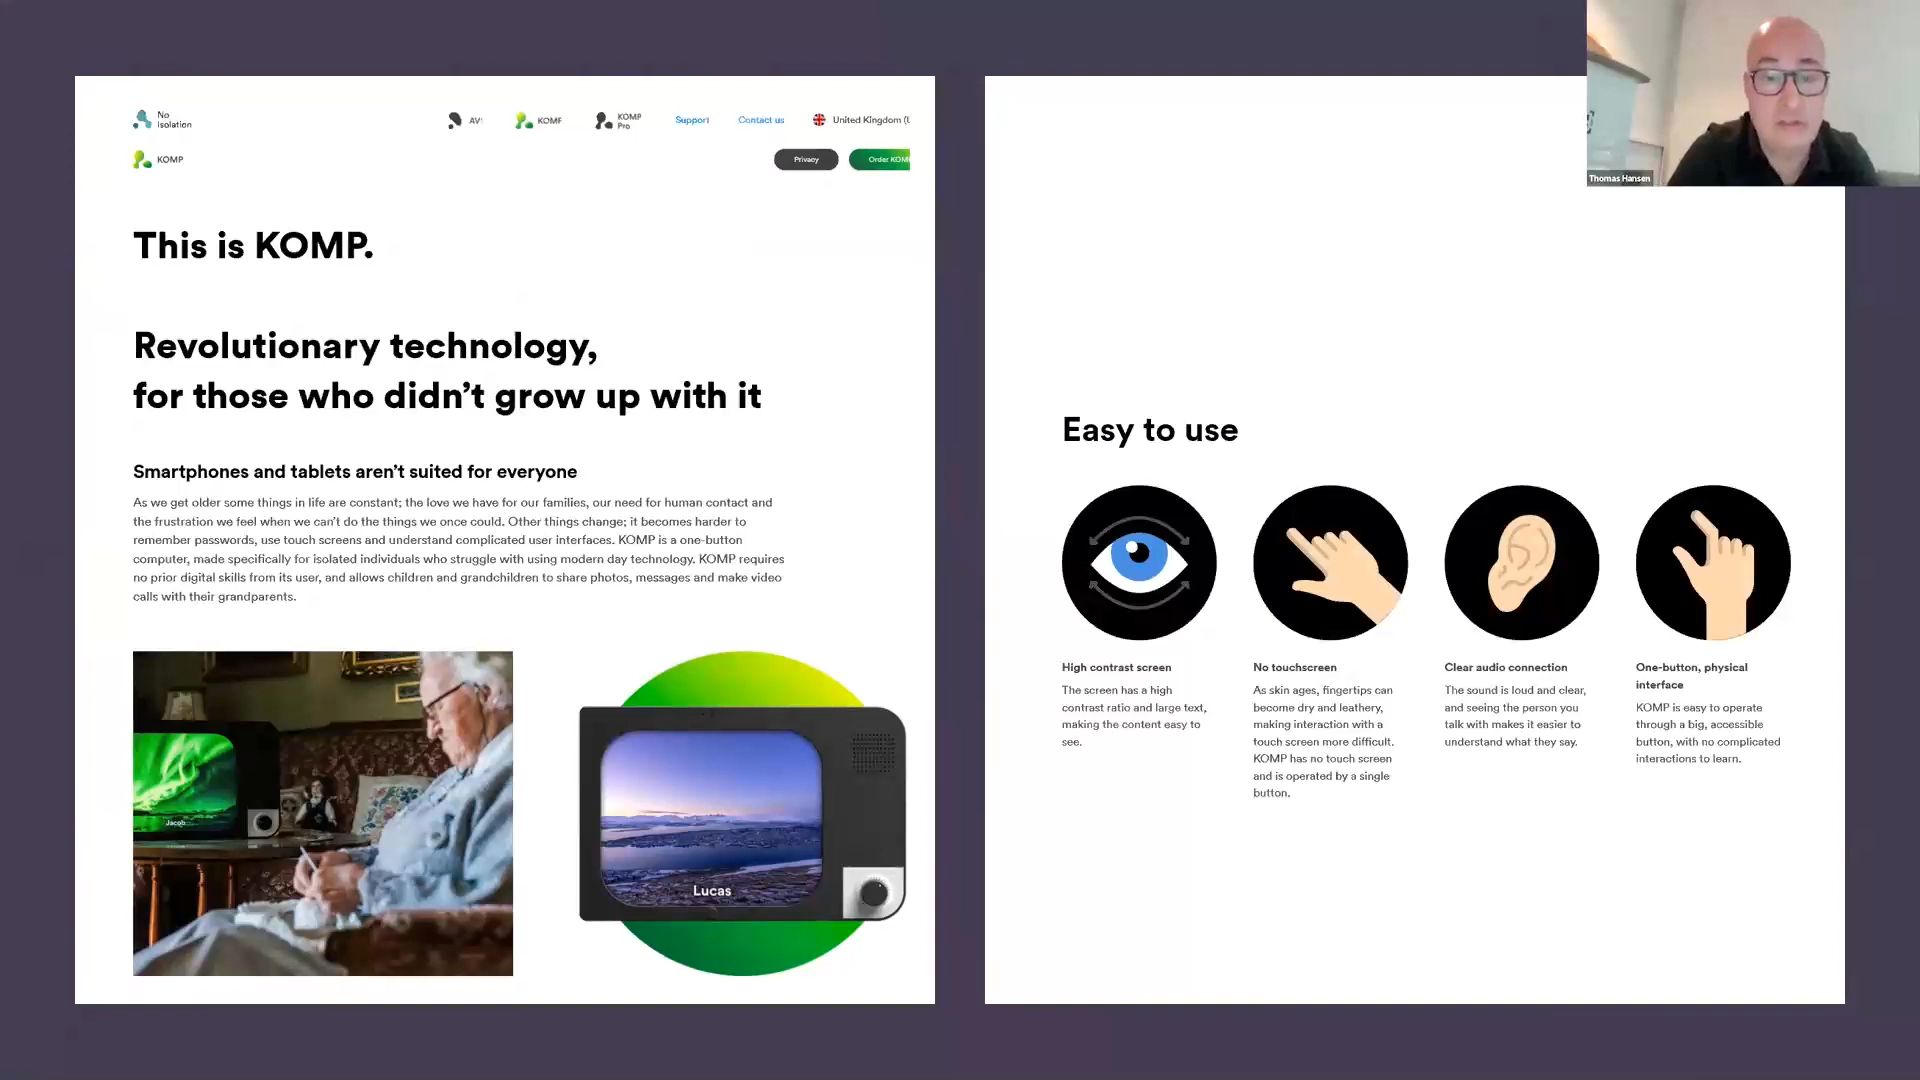 No
Isolation
AV1
KOMP
KOMP
Pro
Support
Contact us
United Kingdom (
KOMP
Privacy
Order KOMP
This is KOMP.
Revolutionary technology,
for those who didn’t grow up with it
Smartphones and tablets aren’t suited for everyone
As we get older some things in life are constant; the love we have for our families, our need for human contact and
the frustration we feel when we can’t do the things we once could. Other things change; it becomes harder to
remember passwords, use touch screens and understand complicated user interfaces. KOMP is a one-button
computer, made specifically for isolated individuals who struggle with using modern day technology. KOMP requires
no prior digital skills from its user, and allows children and grandchildren to share photos, messages and make video
calls with their grandparents.
Jacob
Lucas
Thomas Hansen
Easy to use
High contrast screen
The screen has a high
contrast ratio and large text,
making the content easy to
see.
No touchscreen
As skin ages, fingertips can
become dry and leathery,
making interaction with a
touch screen more difficult.
KOMP has no touch screen
and is operated by a single
button.
Clear audio connection
The sound is loud and clear,
and seeing the person you
talk with makes it easier to
understand what they say.
One-button, physical
interface
KOMP is easy to operate
through a big, accessible
button, with no complicated
interactions to learn.